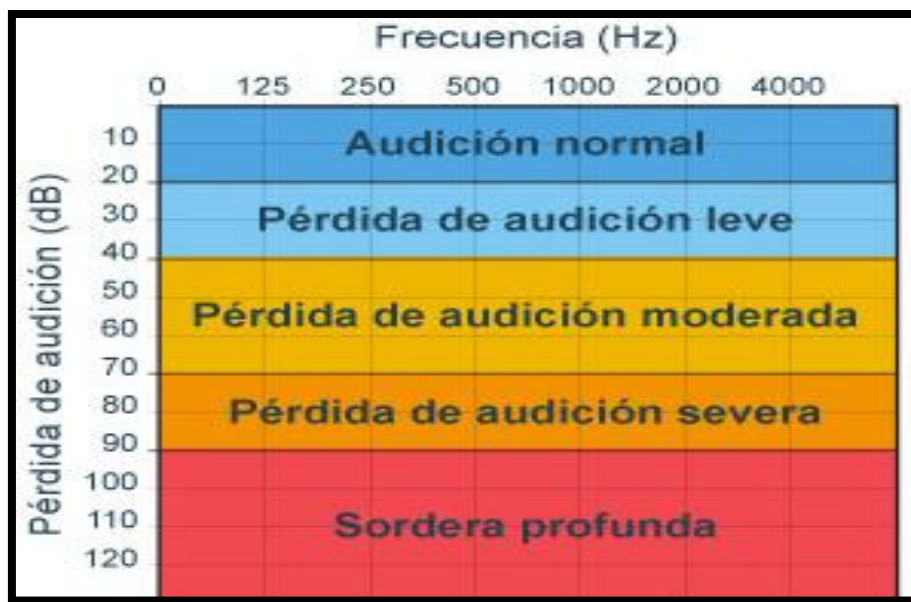 Frecuencia (Hz)
0 125 250 500 1000 2000 4000
Pérdida de audición (dB)
10
Audición normal
20
30
Pérdida de audición leve
40
50
Pérdida de audición moderada
60
70
80
Pérdida de audición severa
90
100
110
Sordera profunda
120